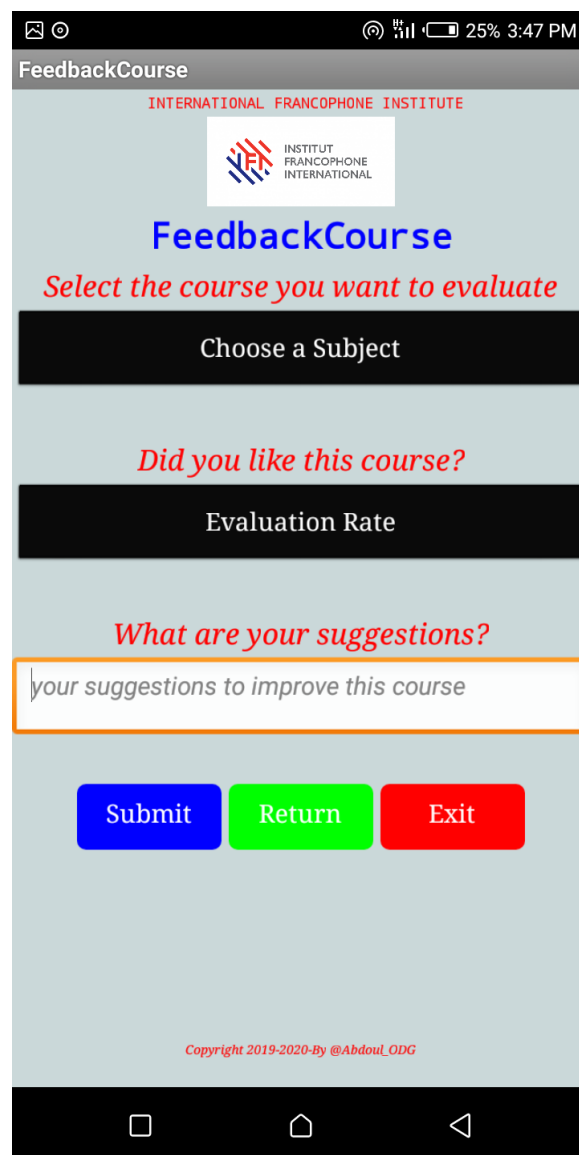 25% 3:47 PM
FeedbackCourse
INTERNATIONAL FRANCOPHONE INSTITUTE
IFI
INSTITUT
FRANCOPHONE
INTERNATIONAL
FeedbackCourse
Select the course you want to evaluate
Choose a Subject
Did you like this course?
Evaluation Rate
What are your suggestions?
your suggestions to improve this course
Submit Return Exit
Copyright 2019-2020-By @Abdoul_ODG